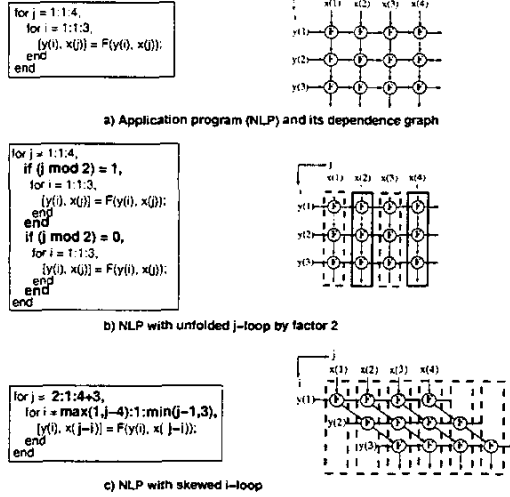 for j = 1:1:4,
for i = 1:1:3,
[y(i), x(j)] = F(y(i), x(j));
end
end
x(1) x(2) x(3) x(4)
y(1) F F F F
y(2) F F F F
y(3) F F F F
a) Application program (NLP) and its dependence graph
for j = 1:1:4,
if (j mod 2) = 1,
for i = 1:1:3,
[y(i), x(j)] = F(y(i), x(j));
end
end
if (j mod 2) = 0,
for i = 1:1:3,
[y(i), x(j)] = F(y(i), x(j));
end
end
end
j
i
x(1) x(2) x(3) x(4)
y(1) F F F F
y(2) F F F F
y(3) F F F F
b) NLP with unfolded j-loop by factor 2
for j = 2:1:4+3,
for i = max(1,j-4):1:min(j-1,3),
[y(i), x(j-i)] = F(y(i), x(j-i));
end
end
j
i
x(1) x(2) x(3) x(4)
y(1) F F F F
y(2) F F F F
y(3) F F F F
c) NLP with skewed i-loop